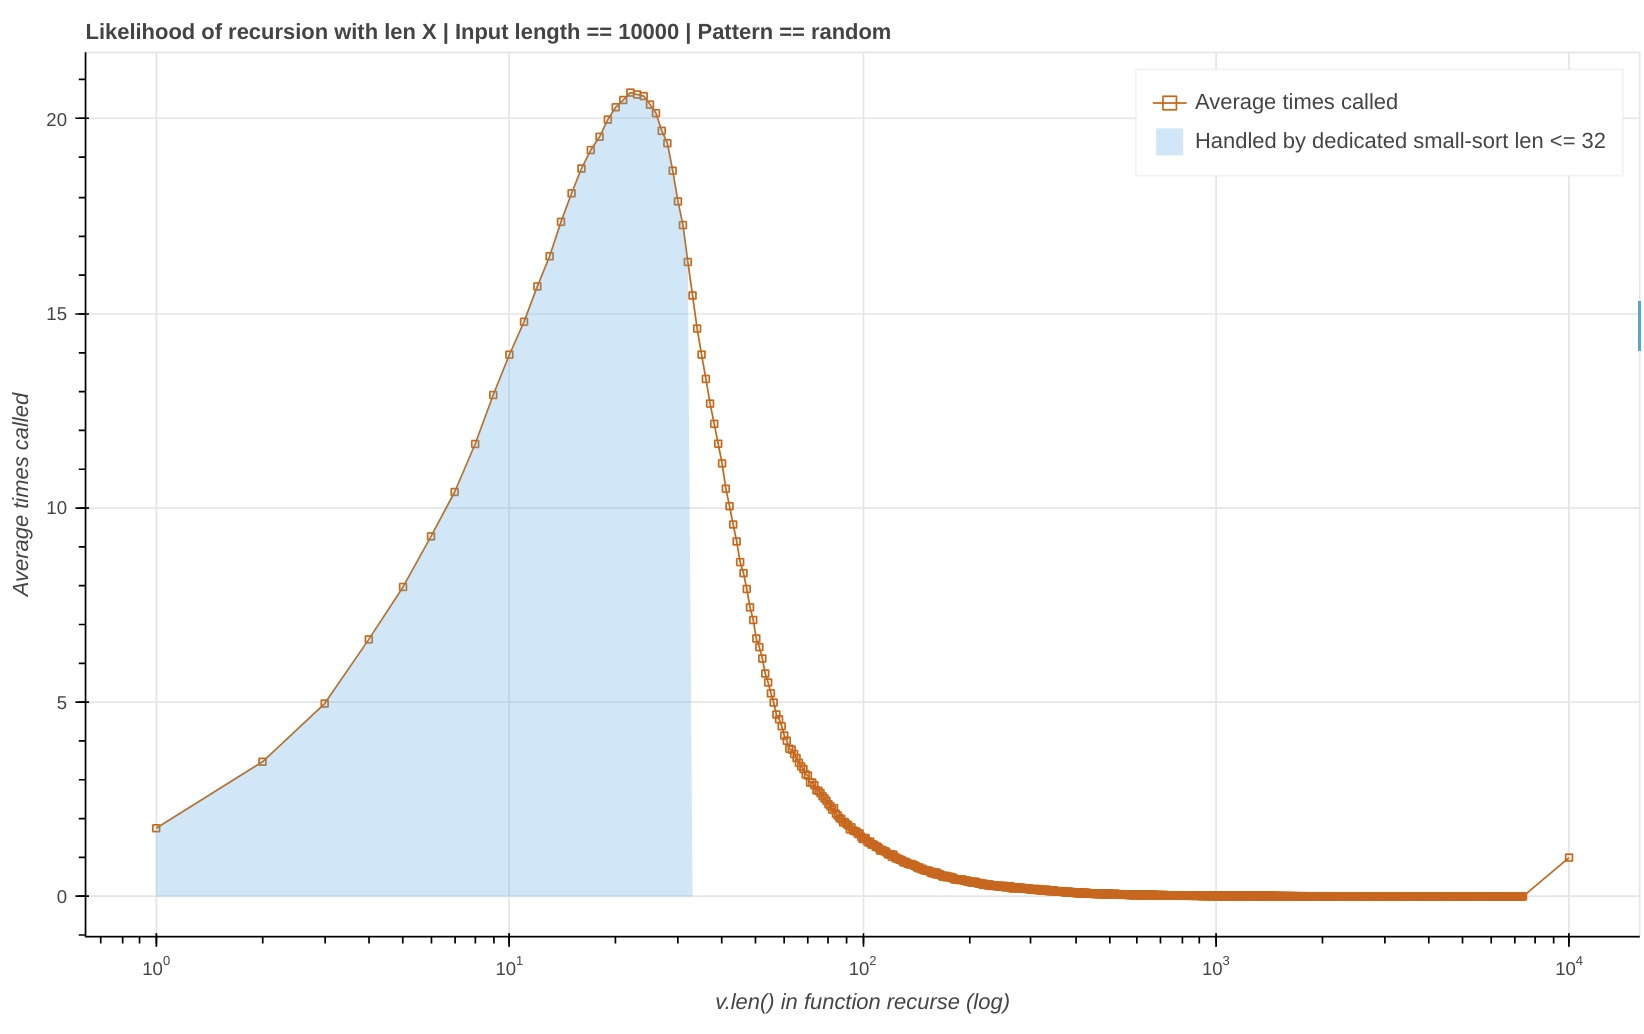 Likelihood of recursion with len X | Input length == 10000 | Pattern == random
Average times called
Handled by dedicated small-sort len <= 32
Average times called
20
15
10
5
0
10⁰
10¹
10²
10³
10⁴
v.len() in function recurse (log)